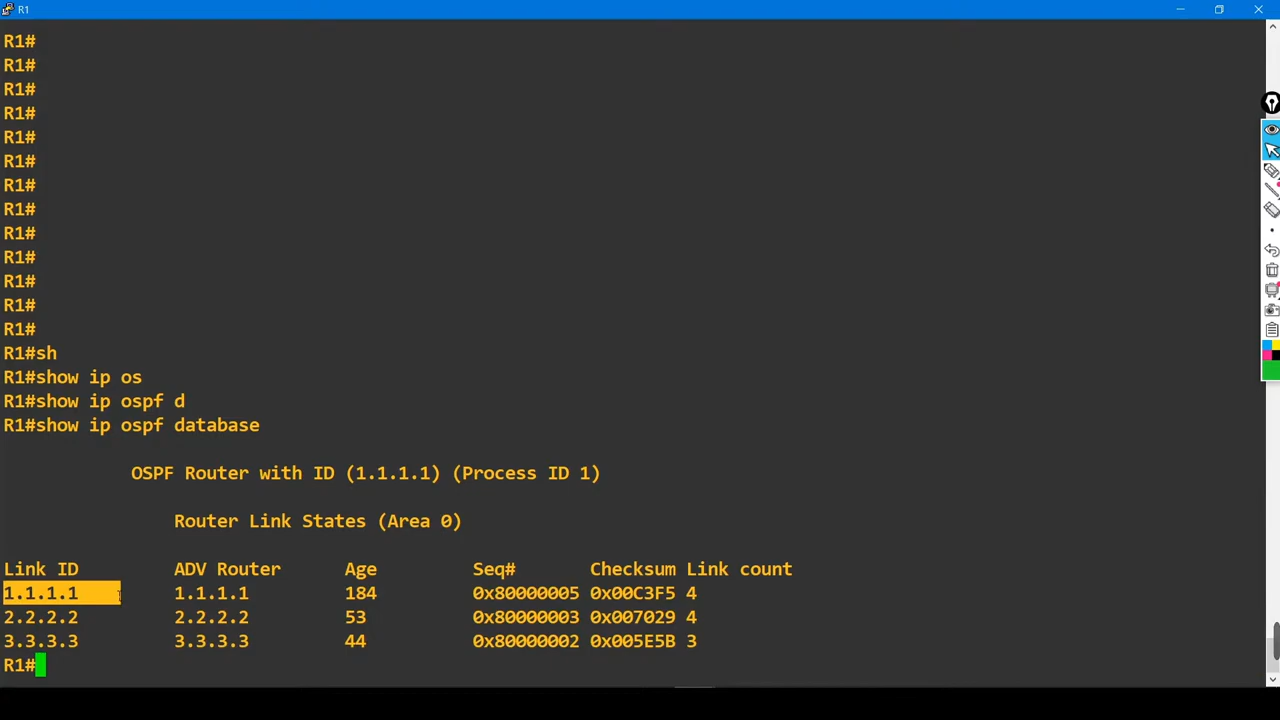 R1
R1#
R1#
R1#
R1#
R1#
R1#
R1#
R1#
R1#
R1#
R1#
R1#
R1#
R1#sh
R1#show ip os
R1#show ip ospf d
R1#show ip ospf database
OSPF Router with ID (1.1.1.1) (Process ID 1)
Router Link States (Area 0)
Link ID ADV Router Age Seq# Checksum Link count
1.1.1.1 1.1.1.1 184 0x80000005 0x00C3F5 4
2.2.2.2 2.2.2.2 53 0x80000003 0x007029 4
3.3.3.3 3.3.3.3 44 0x80000002 0x005E5B 3
R1#